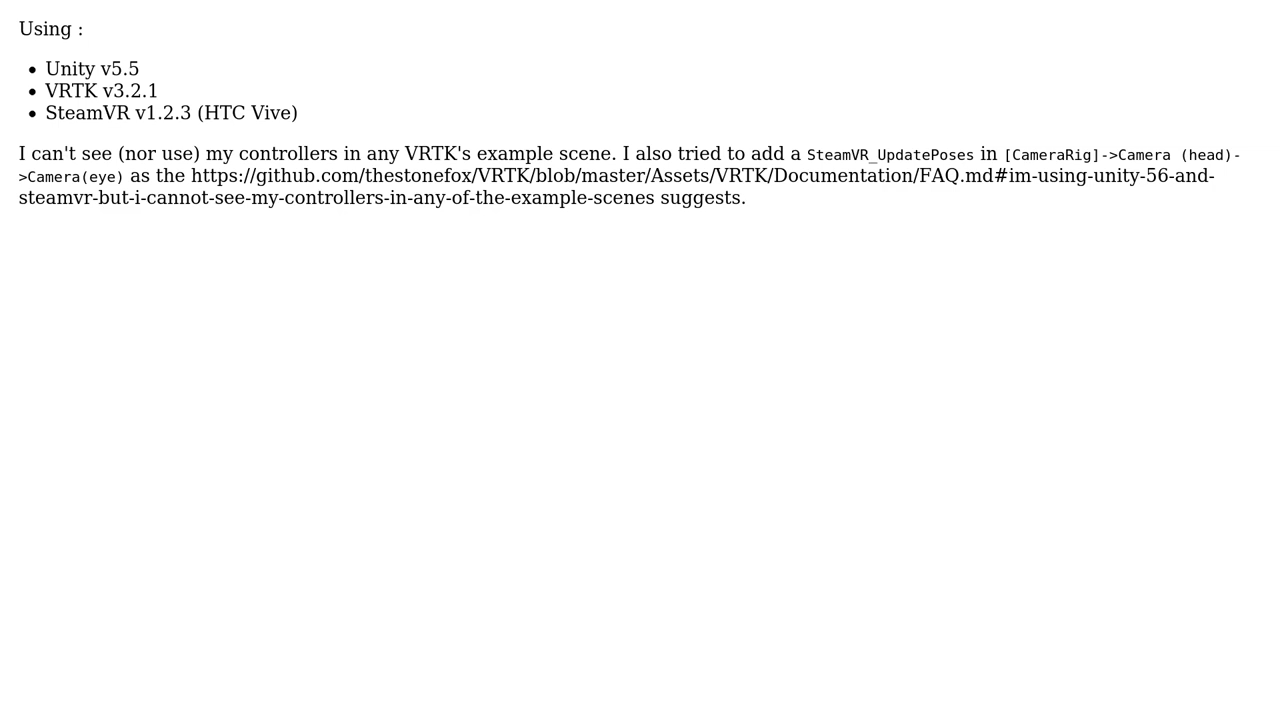 Using :
• Unity v5.5
• VRTK v3.2.1
• SteamVR v1.2.3 (HTC Vive)
I can't see (nor use) my controllers in any VRTK's example scene. I also tried to add a SteamVR_UpdatePoses in [CameraRig]->Camera (head)-
>Camera(eye) as the https://github.com/thestonefox/VRTK/blob/master/Assets/VRTK/Documentation/FAQ.md#im-using-unity-56-and-
steamvr-but-i-cannot-see-my-controllers-in-any-of-the-example-scenes suggests.